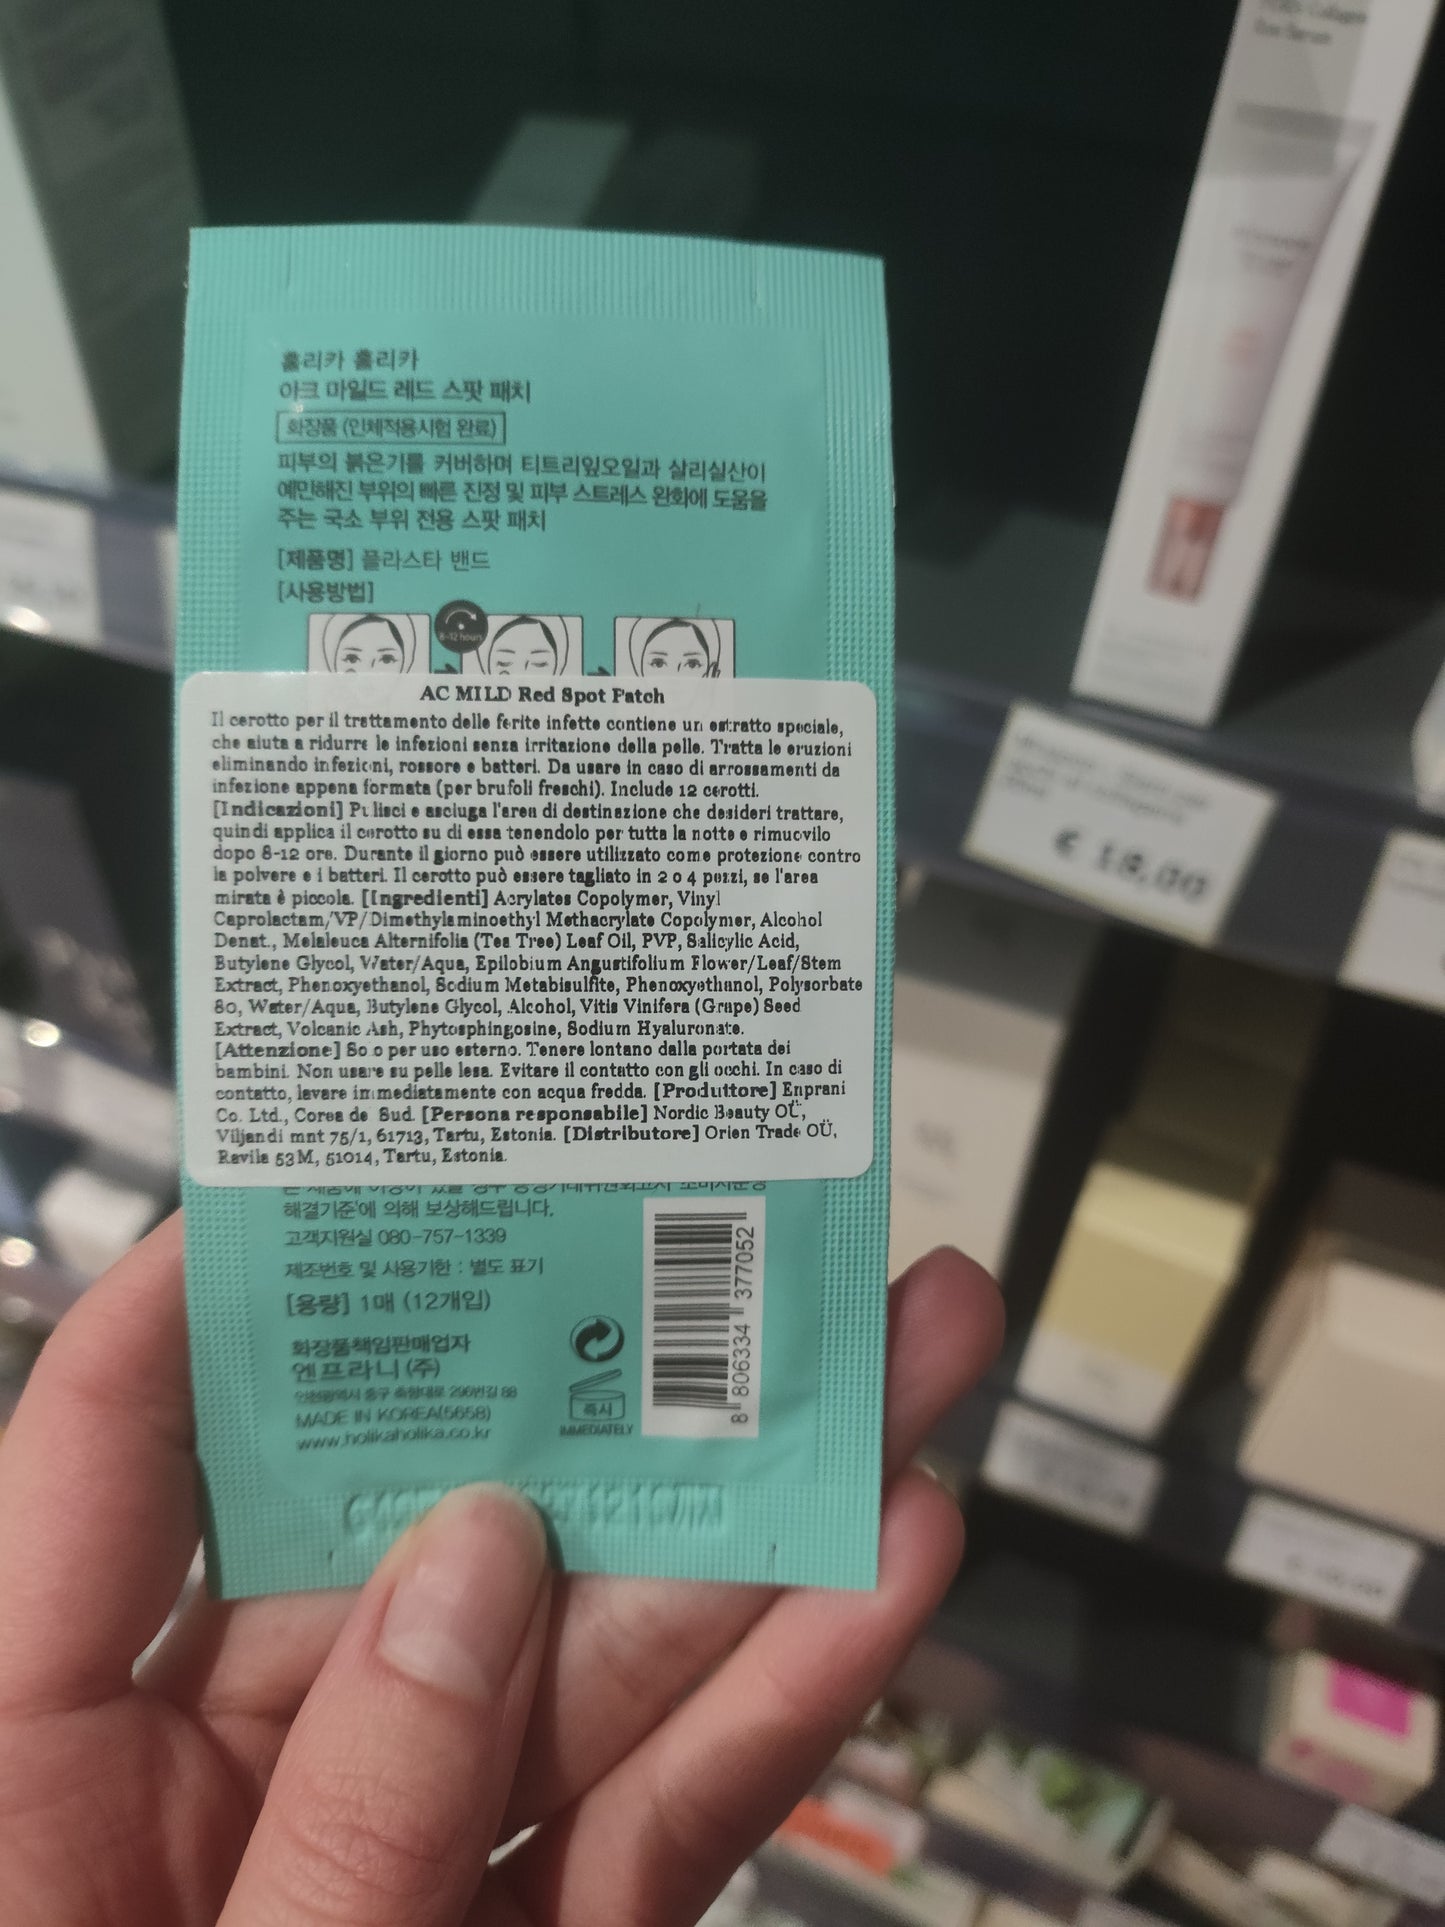 홀리카 홀리카
아크 마일드 레드 스팟 패치
화장품 (인체적용시험 완료)
피부의 붉은기를 커버하며 티트리잎오일과 살리실산이
예민해진 부위의 빠른 진정 및 피부 스트레스 완화에 도움을
주는 국소 부위 전용 스팟 패치
[제품명] 플라스타 밴드
[사용방법]
8-12 hours
AC MILD Red Spot Patch
Il cerotto per il trattamento delle ferite infette contiene un estratto speciale,
che aiuta a ridurre le infezioni senza irritazione della pelle. Tratta le eruzioni
eliminando infezioni, rossore e batteri. Da usare in caso di arrossamenti da
infezione appena formata (per brufoli freschi). Include 12 cerotti.
[Indicazioni] Pulisci e asciuga l'area di destinazione che desideri trattare,
quindi applica il cerotto su di essa tenendolo per tutta la notte e rimuovilo
dopo 8-12 ore. Durante il giorno può essere utilizzato come protezione contro
la polvere e i batteri. Il cerotto può essere tagliato in 2 o 4 pezzi, se l'area
mirata è piccola. [Ingredienti] Acrylates Copolymer, Vinyl
Caprolactam/VP/Dimethylaminoethyl Methacrylate Copolymer, Alcohol
Denat., Melaleuca Alternifolia (Tea Tree) Leaf Oil, PVP, Salicylic Acid,
Butylene Glycol, Water/Aqua, Epilobium Angustifolium Flower/Leaf/Stem
Extract, Phenoxyethanol, Sodium Metabisulfite, Phenoxyethanol, Polysorbate
80, Water/Aqua, Butylene Glycol, Alcohol, Vitis Vinifera (Grape) Seed
Extract, Volcanic Ash, Phytosphingosine, Sodium Hyaluronate.
[Attenzione] Solo per uso esterno. Tenere lontano dalla portata dei
bambini. Non usare su pelle lesa. Evitare il contatto con gli occhi. In caso di
contatto, lavare immediatamente con acqua fredda. [Produttore] Enprani
Co. Ltd., Corea del Sud. [Persona responsabile] Nordic Beauty OÜ,
Viljandi mnt 75/1, 61713, Tartu, Estonia. [Distributore] Orien Trade OÜ,
Ravila 53M, 51014, Tartu, Estonia.
해결기준'에 의해 보상해드립니다.
고객지원실 080-757-1339
제조번호 및 사용기한 : 별도 표기
[용량] 1매 (12개입)
화장품책임판매업자
엔프라니 (주)
인천광역시 중구 축항대로 296번길 88
MADE IN KOREA(5658)
www.holikaholika.co.kr
즉시
IMMEDIATELY
8 806334 377052
€ 18,00